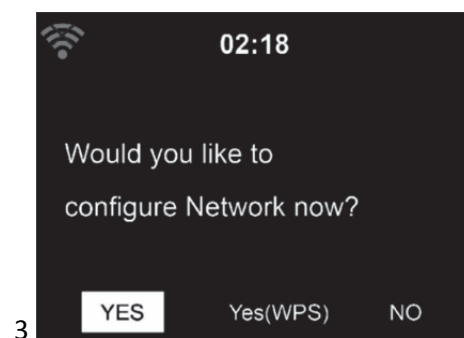 02:18
Would you like to
configure Network now?
YES Yes(WPS) NO
3